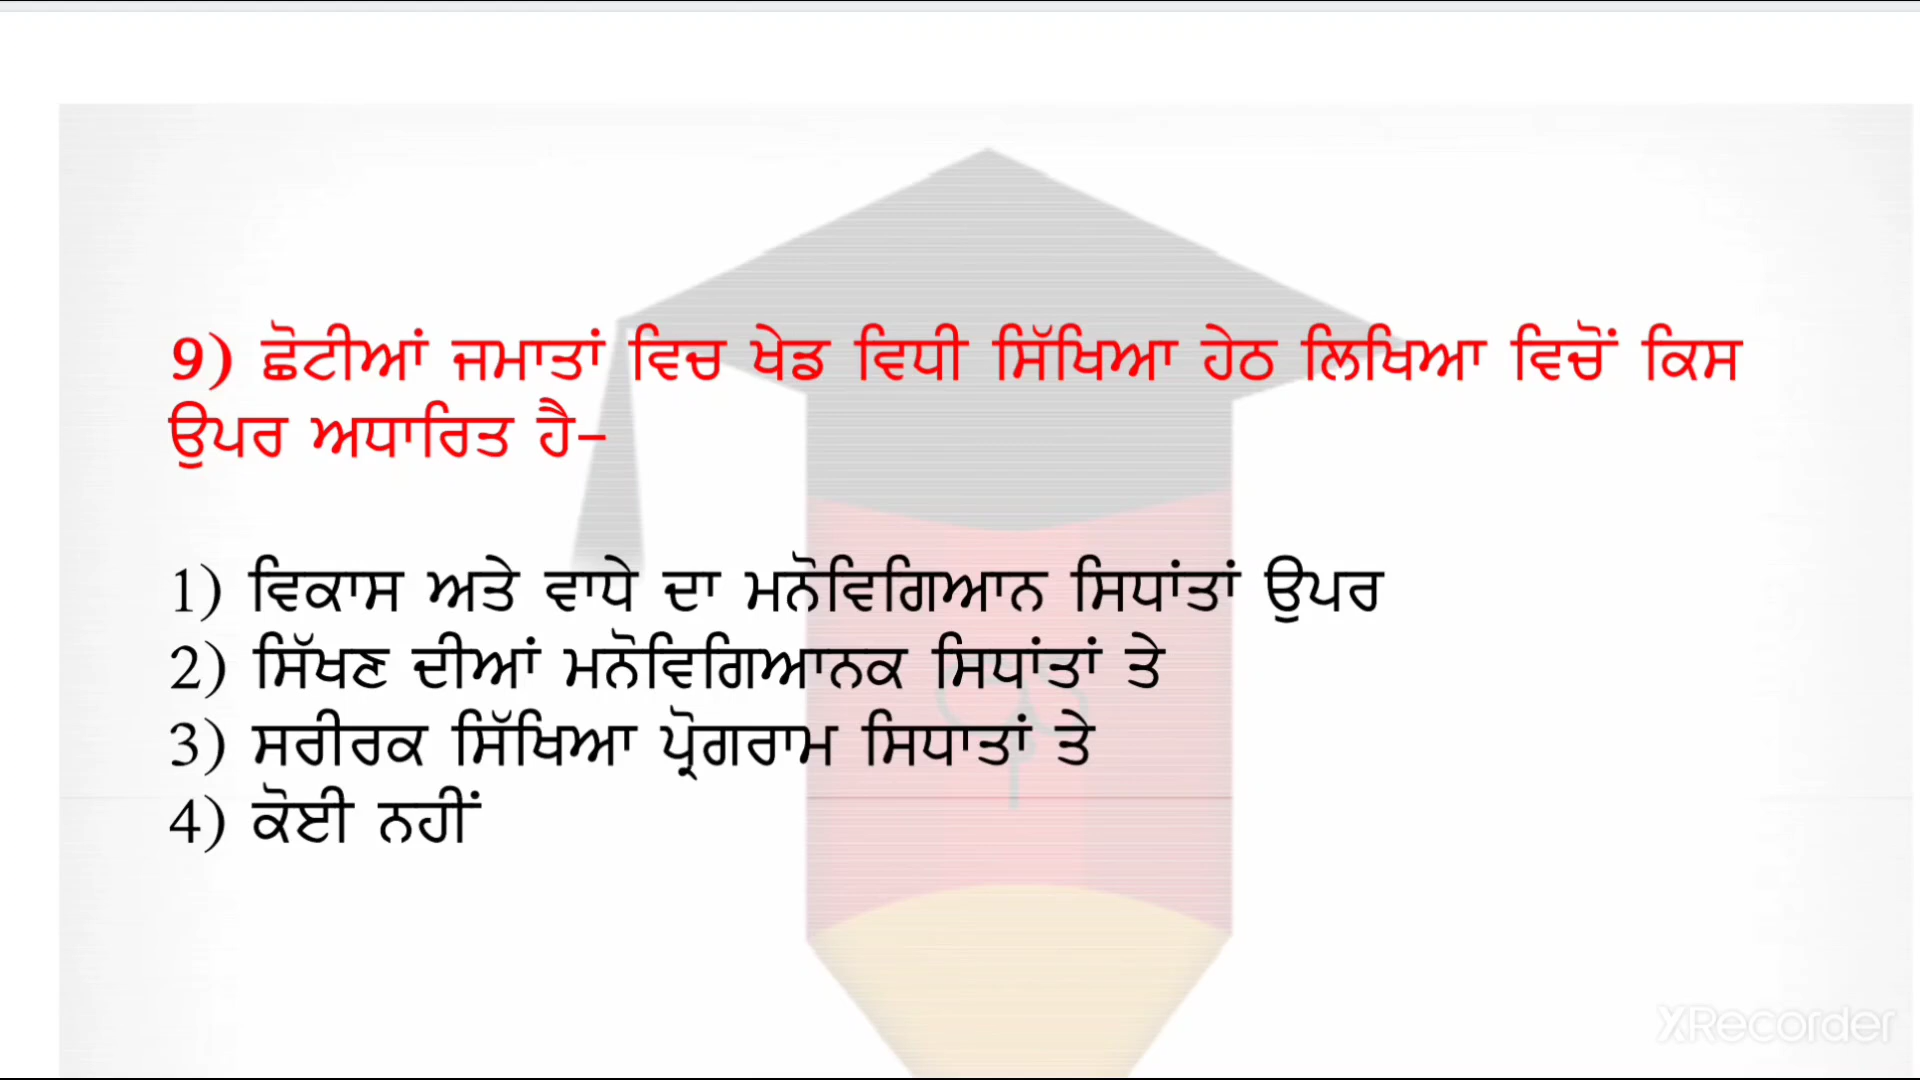 9) ਛੋਟੀਆਂ ਜਮਾਤਾਂ ਵਿਚ ਖੇਡ ਵਿਧੀ ਸਿੱਖਿਆ ਹੇਠ ਲਿਖਿਆ ਵਿਚੋਂ ਕਿਸ
ਉਪਰ ਅਧਾਰਿਤ ਹੈ–
1) ਵਿਕਾਸ ਅਤੇ ਵਾਧੇ ਦਾ ਮਨੋਵਿਗਿਆਨ ਸਿਧਾਂਤਾਂ ਉਪਰ
2) ਸਿੱਖਣ ਦੀਆਂ ਮਨੋਵਿਗਿਆਨਕ ਸਿਧਾਂਤਾਂ ਤੇ
3) ਸਰੀਰਕ ਸਿੱਖਿਆ ਪ੍ਰੋਗਰਾਮ ਸਿਧਾਤਾਂ ਤੇ
4) ਕੋਈ ਨਹੀਂ
XRecorder